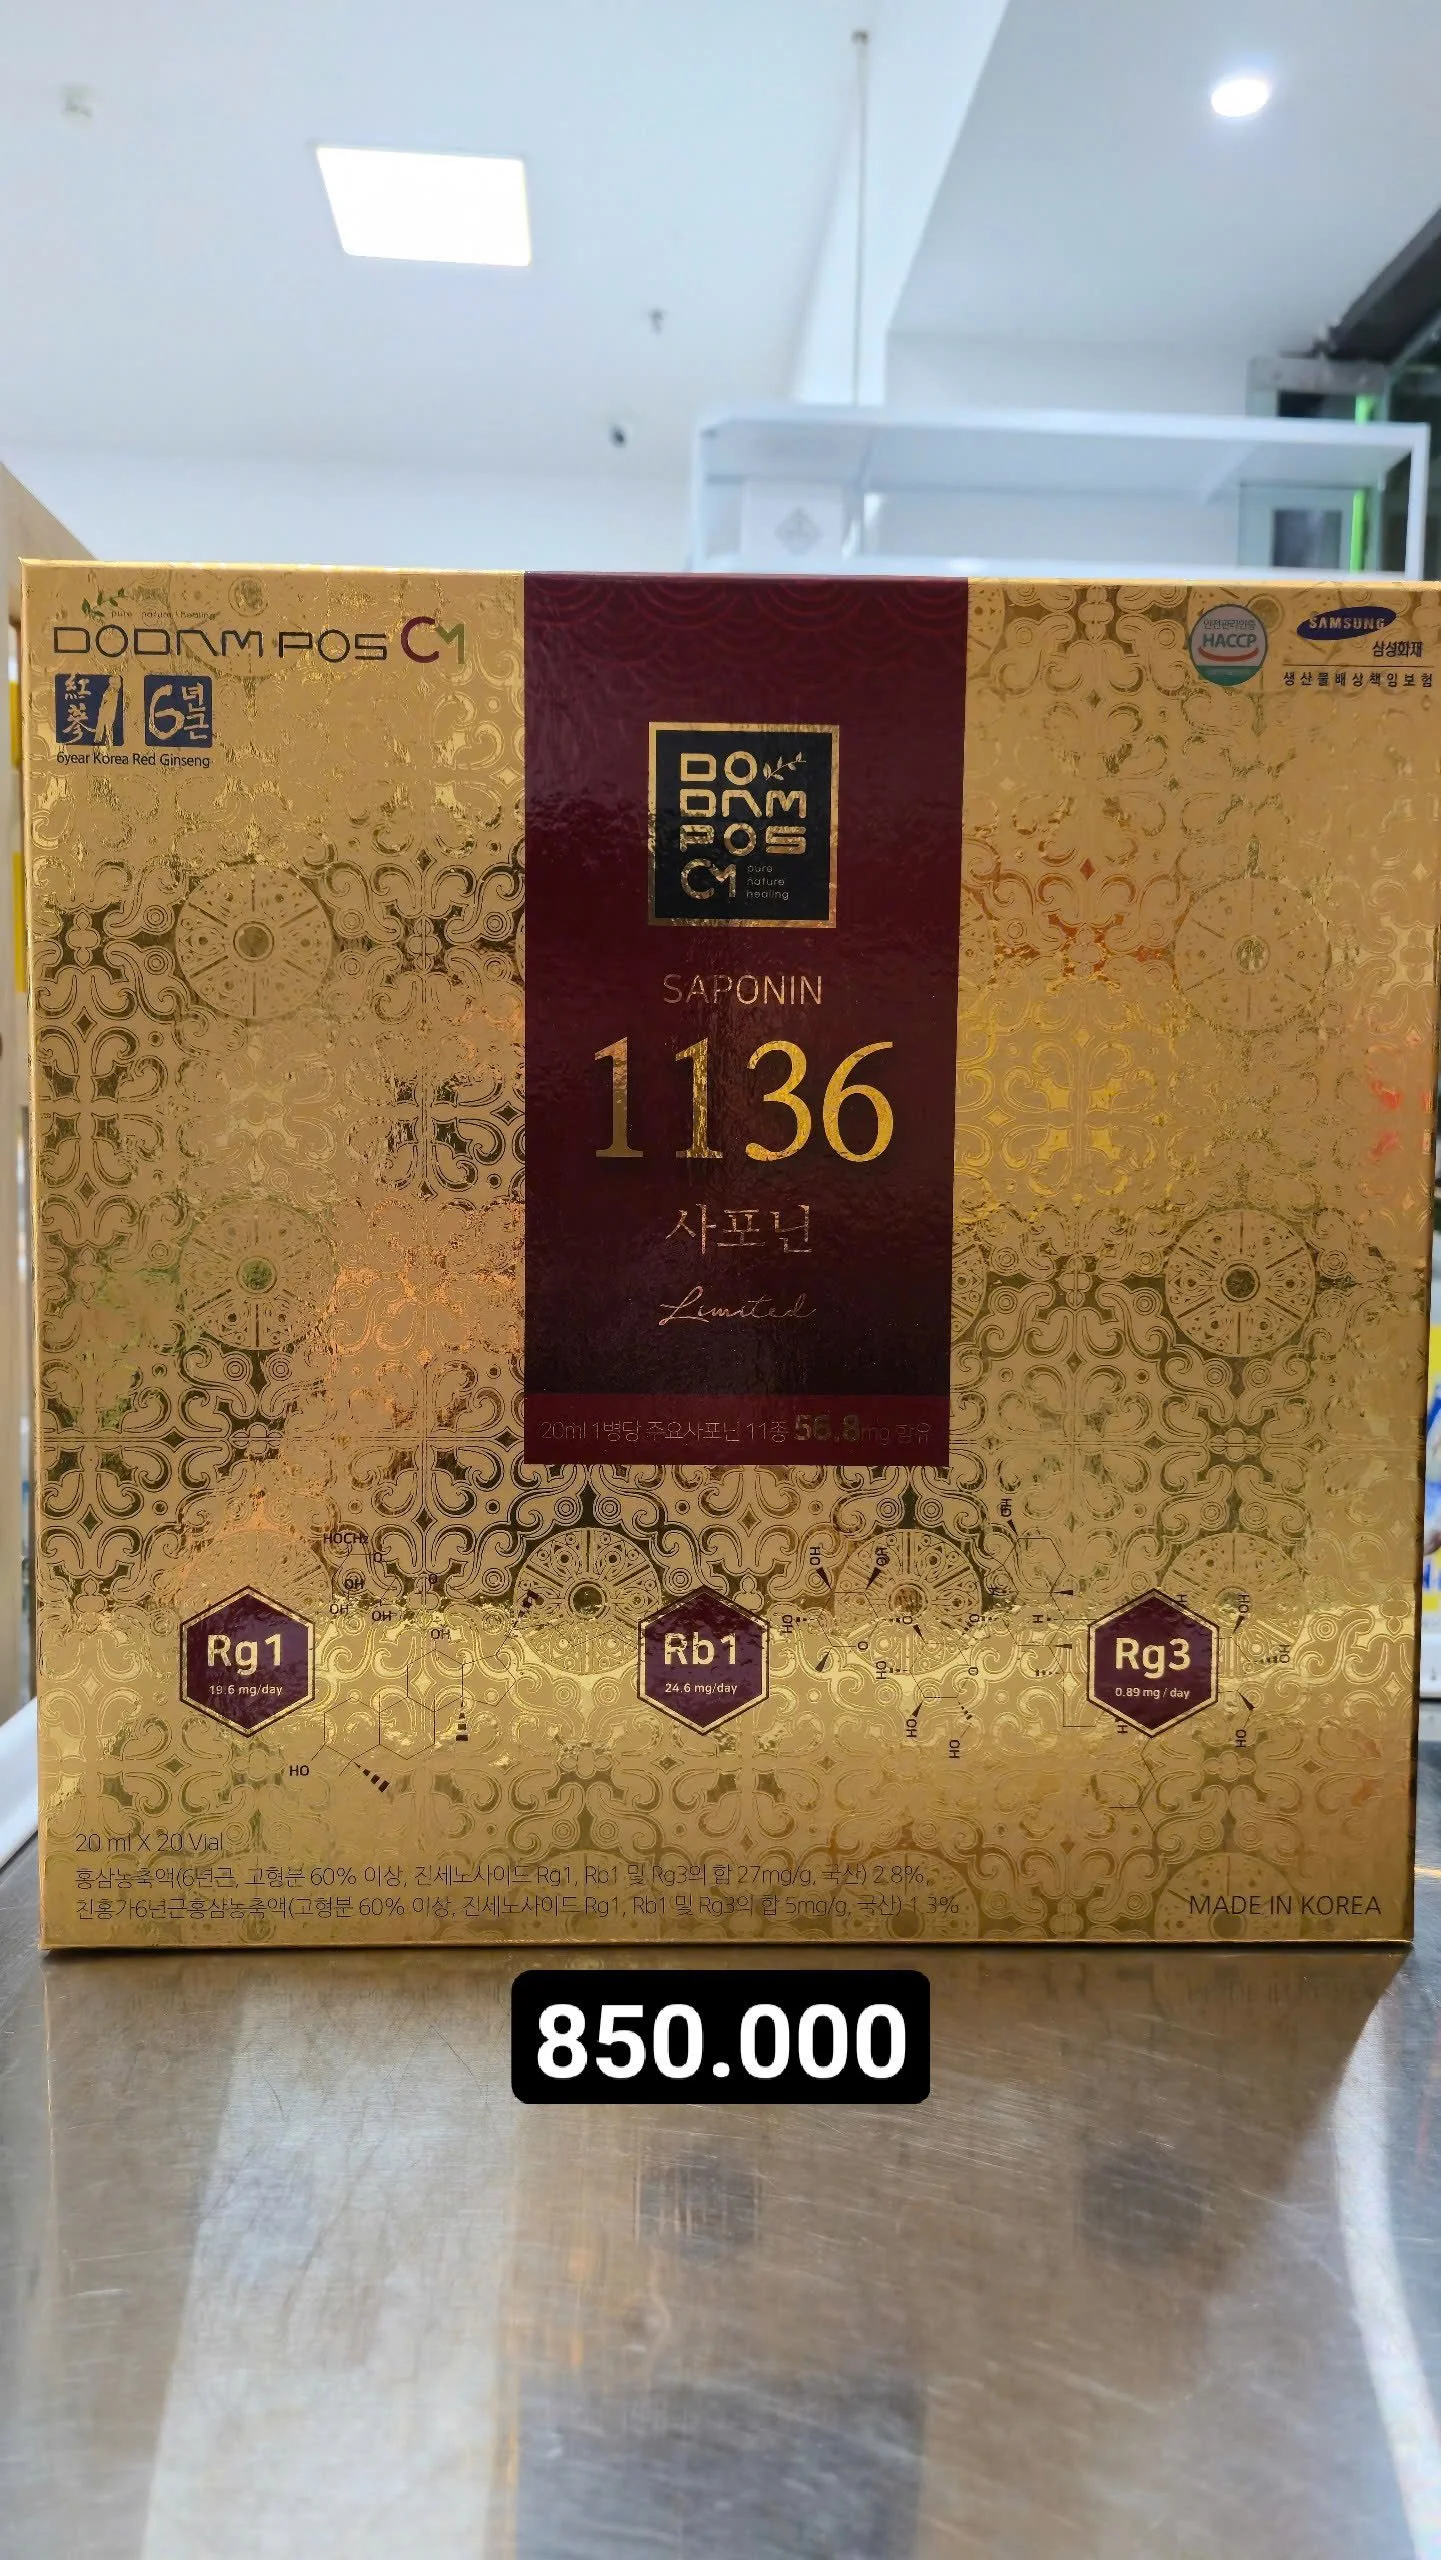 pure nature healing
DODAM POS CM
紅蔘 6년근
6year Korea Red Ginseng
안전관리인증
HACCP
SAMSUNG
삼성화재
생산물배상책임보험
DO
DAM
POS
CM
pure
nature
healing
SAPONIN
1136
사포닌
Limited
20ml 1병당 주요사포닌 11종 56.8mg 함유
HOCH₂
O
OH
OH
OH
O
OH
HO
Rg1
19.6 mg/day
Rb1
24.6 mg/day
Rg3
0.89 mg / day
20 ml X 20 Vial
홍삼농축액(6년근, 고형분 60% 이상, 진세노사이드 Rg1, Rb1 및 Rg3의 합 27mg/g, 국산) 2.8%,
진홍가6년근홍삼농축액(고형분 60% 이상, 진세노사이드 Rg1, Rb1 및 Rg3의 합 5mg/g, 국산) 1.3%
MADE IN KOREA
850.000